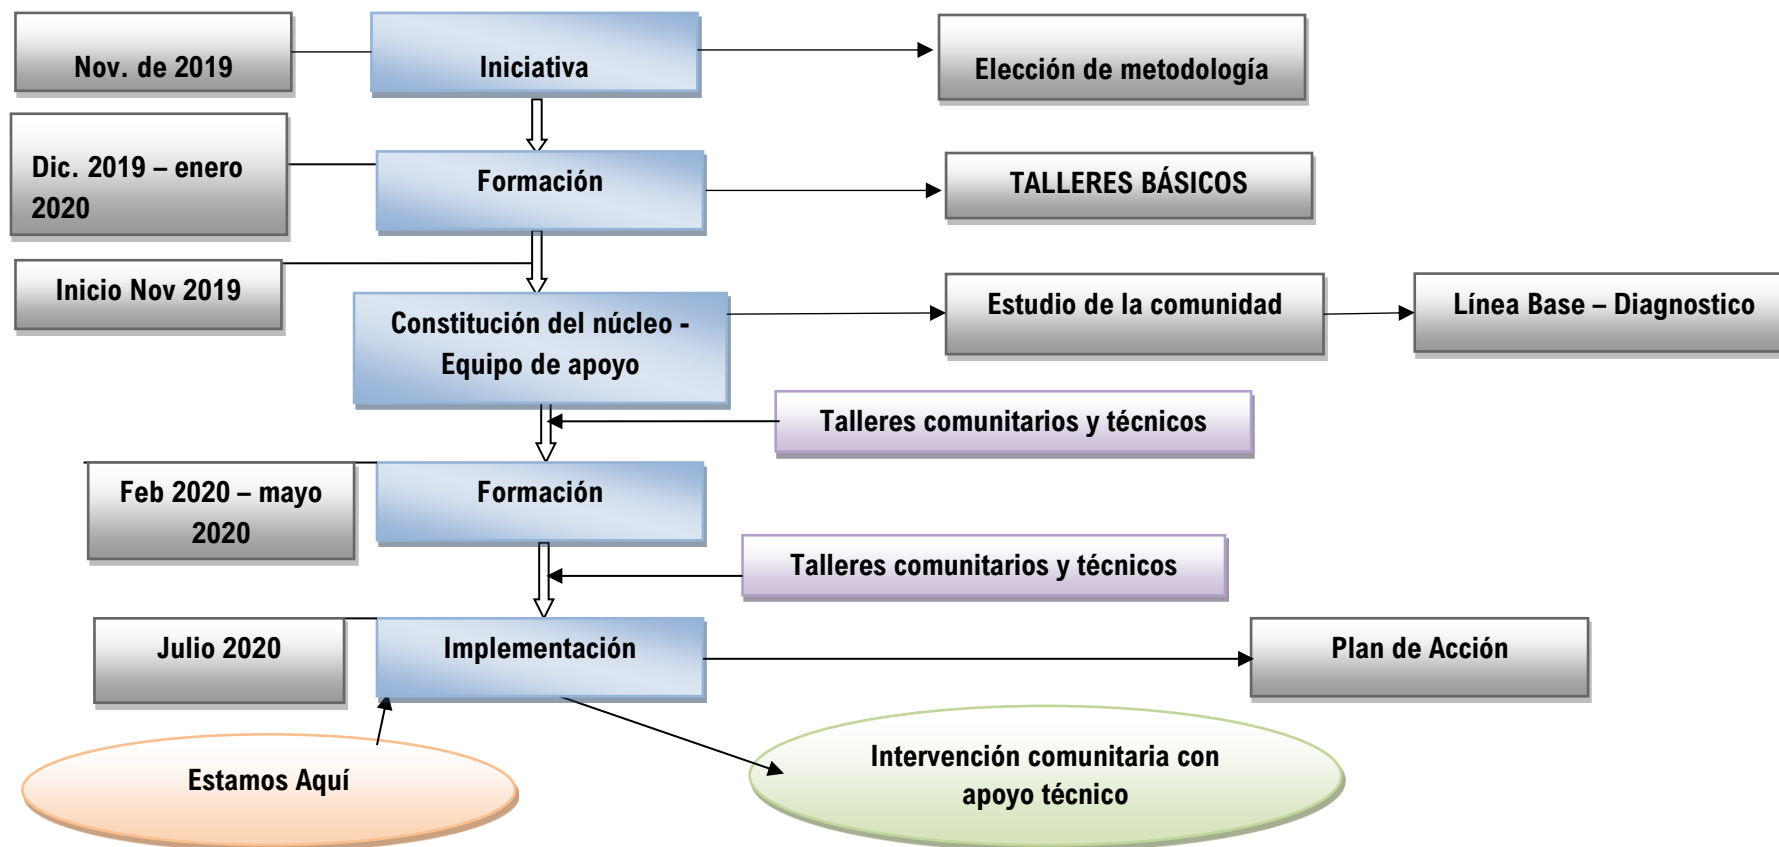 Nov. de 2019
Iniciativa
Elección de metodología
Dic. 2019 – enero
2020
Formación
TALLERES BÁSICOS
Inicio Nov 2019
Constitución del núcleo -
Equipo de apoyo
Estudio de la comunidad
Línea Base – Diagnostico
Talleres comunitarios y técnicos
Feb 2020 – mayo
2020
Formación
Talleres comunitarios y técnicos
Julio 2020
Implementación
Plan de Acción
Estamos Aquí
Intervención comunitaria con
apoyo técnico